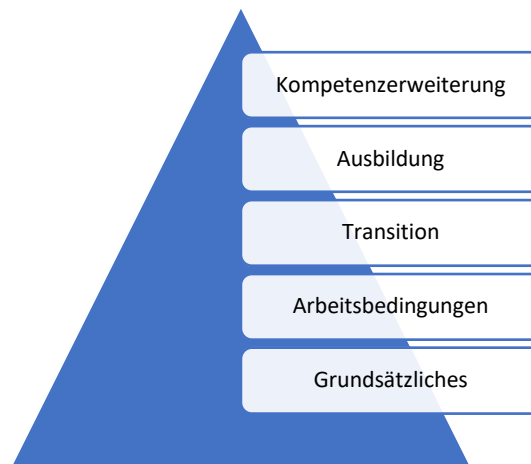 Kompetenzerweiterung
Ausbildung
Transition
Arbeitsbedingungen
Grundsätzliches